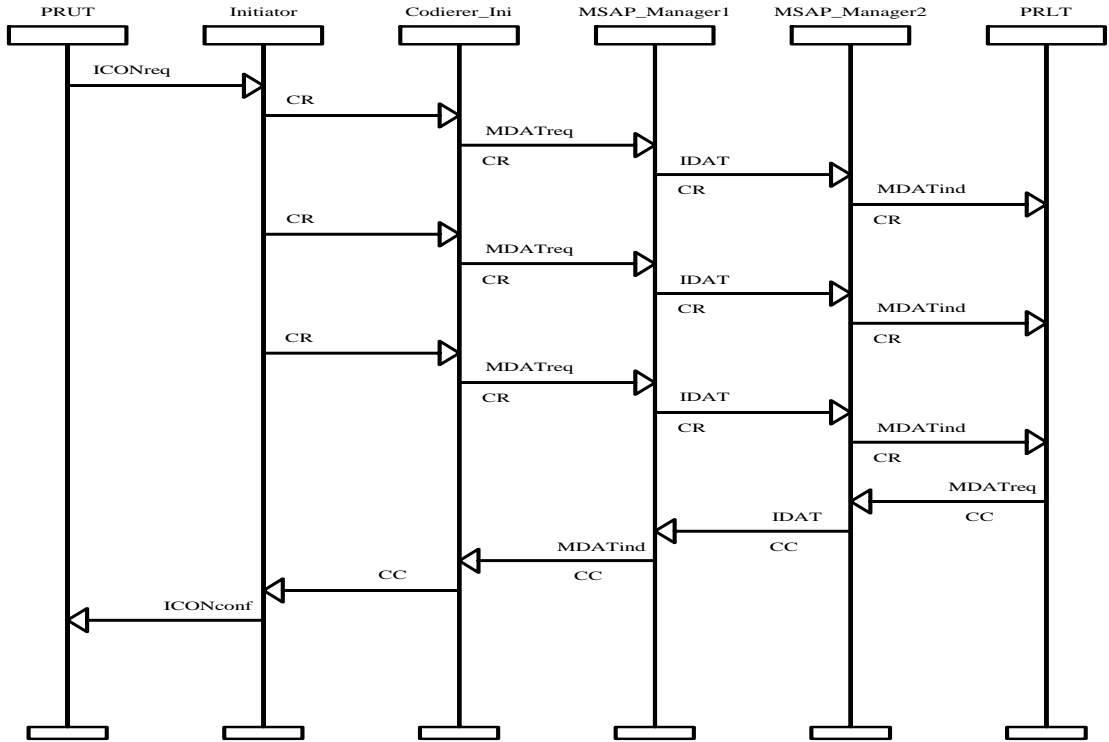 PRUT Initiator Codierer_Ini MSAP_Manager1 MSAP_Manager2 PRLT
ICONreq
CR
MDATreq
CR
IDAT
CR
MDATind
CR
CR
MDATreq
CR
IDAT
CR
MDATind
CR
CR
MDATreq
CR
IDAT
CR
MDATind
CR
MDATreq
CC
IDAT
CC
MDATind
CC
CC
ICONconf